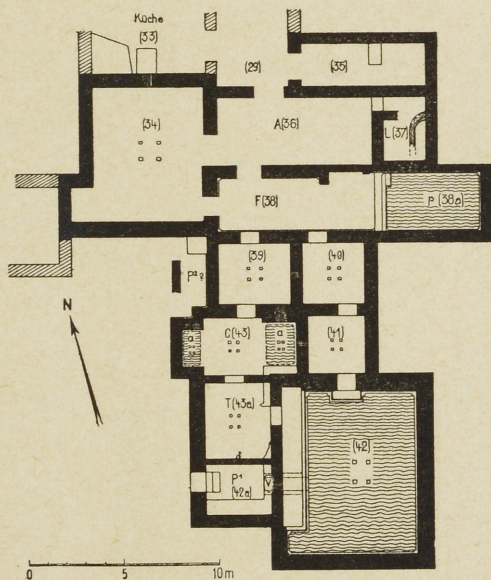 Küche
(33)
(29)
(35)
(34)
A(36)
L(37)
F(38)
P(38a)
(39)
(40)
P²?
N
C(43)
a
a
(41)
T(43a)
d
(42)
P¹
(42a)
V
0 5 10m